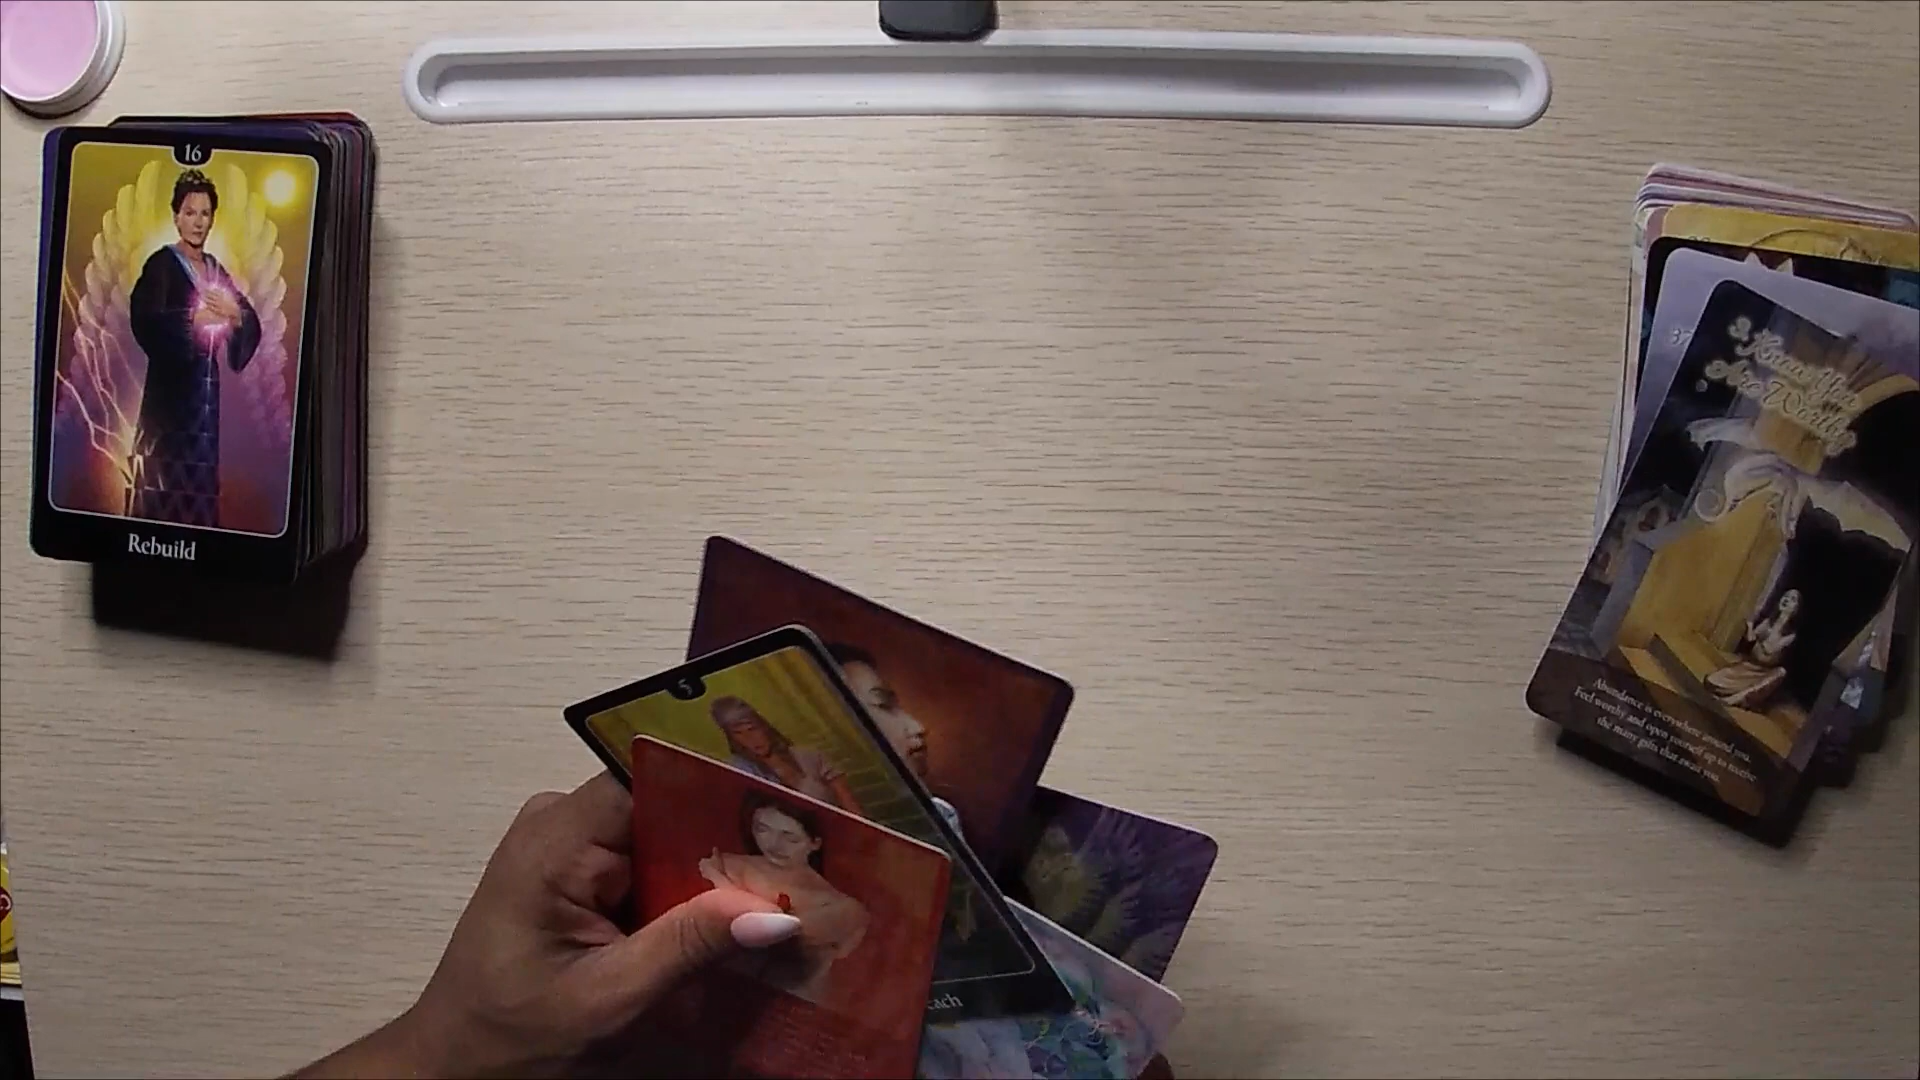 16
Rebuild
5
37
Know You
Are Worthy
Abundance is everywhere around you.
Feel worthy and open yourself up to receive
the many gifts that await you.